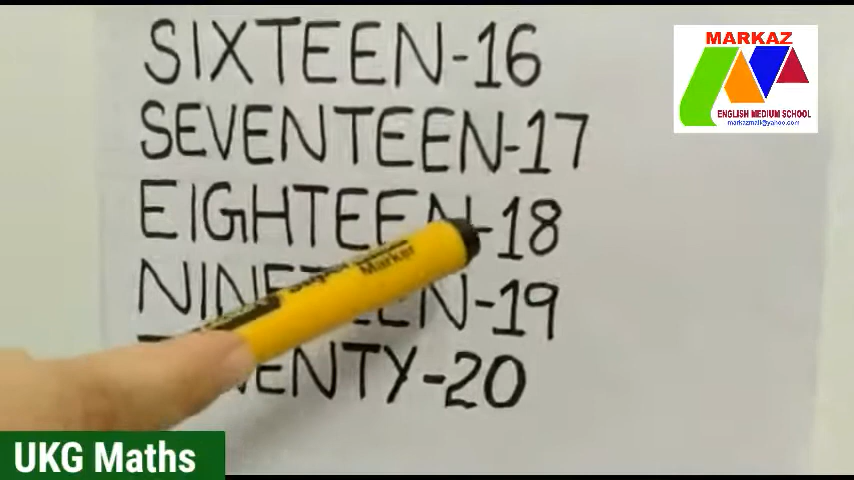 SIXTEEN-16
SEVENTEEN-17
EIGHTEEN-18
-19
-20
Marker
MARKAZ
ENGLISH MEDIUM SCHOOL
UKG Maths